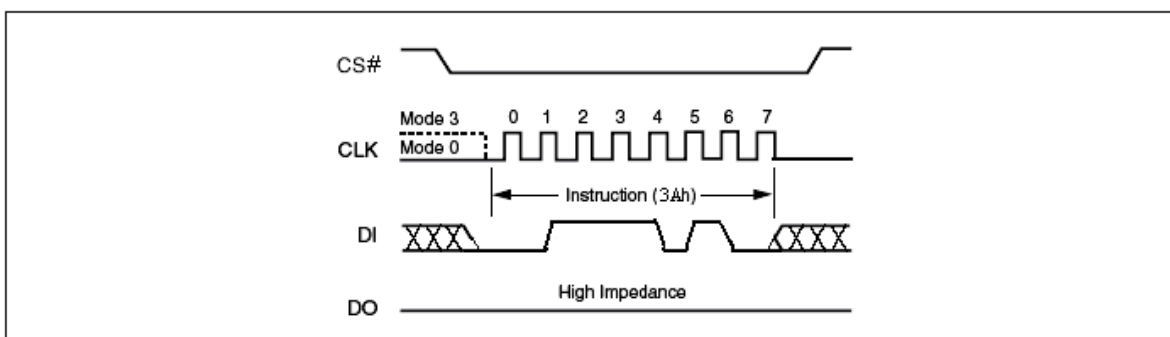 CS#
Mode 3 0 1 2 3 4 5 6 7
CLK Mode 0
Instruction (3Ah)
DI
High Impedance
DO